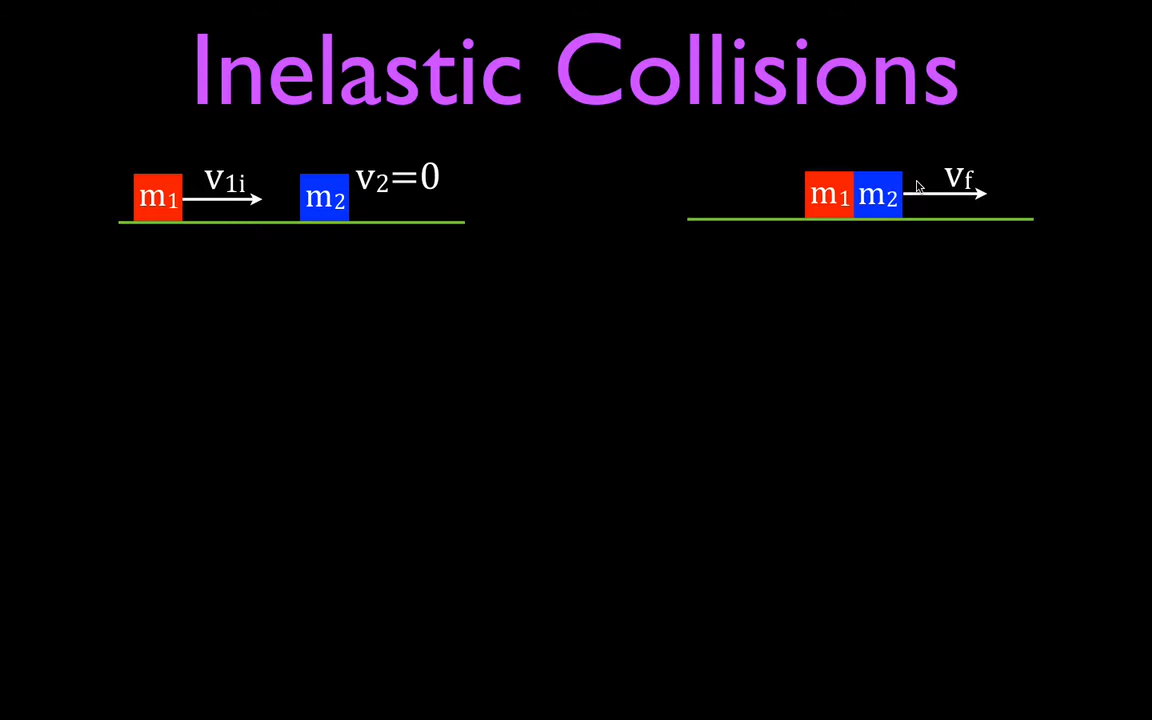 Inelastic Collisions
m₁ v₁ᵢ m₂ v₂=0
m₁ m₂ v_f